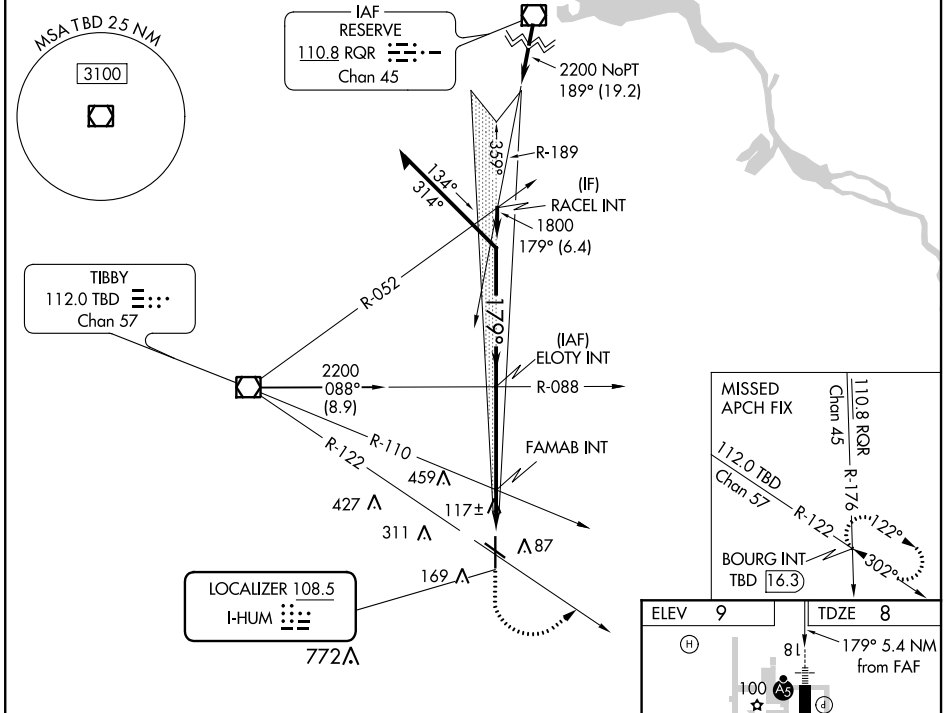 MSA TBD 25 NM
3100
IAF
RESERVE
110.8 RQR
Chan 45
2200 NoPT
189° (19.2)
359°
R-189
134°
314°
(IF)
RACEL INT
1800
179° (6.4)
TIBBY
112.0 TBD
Chan 57
R-052
179°
(IAF)
ELOTY INT
2200
088°
(8.9)
R-088
R-110
R-122
FAMAB INT
459
427
117±
311
87
169
LOCALIZER 108.5
I-HUM
772
MISSED
APCH FIX
110.8 RQR
Chan 45
R-176
112.0 TBD
Chan 57
R-122
122°
302°
BOURG INT
TBD 16.3
ELEV 9
TDZE 8
H
18
179° 5.4 NM
from FAF
100
A5
P